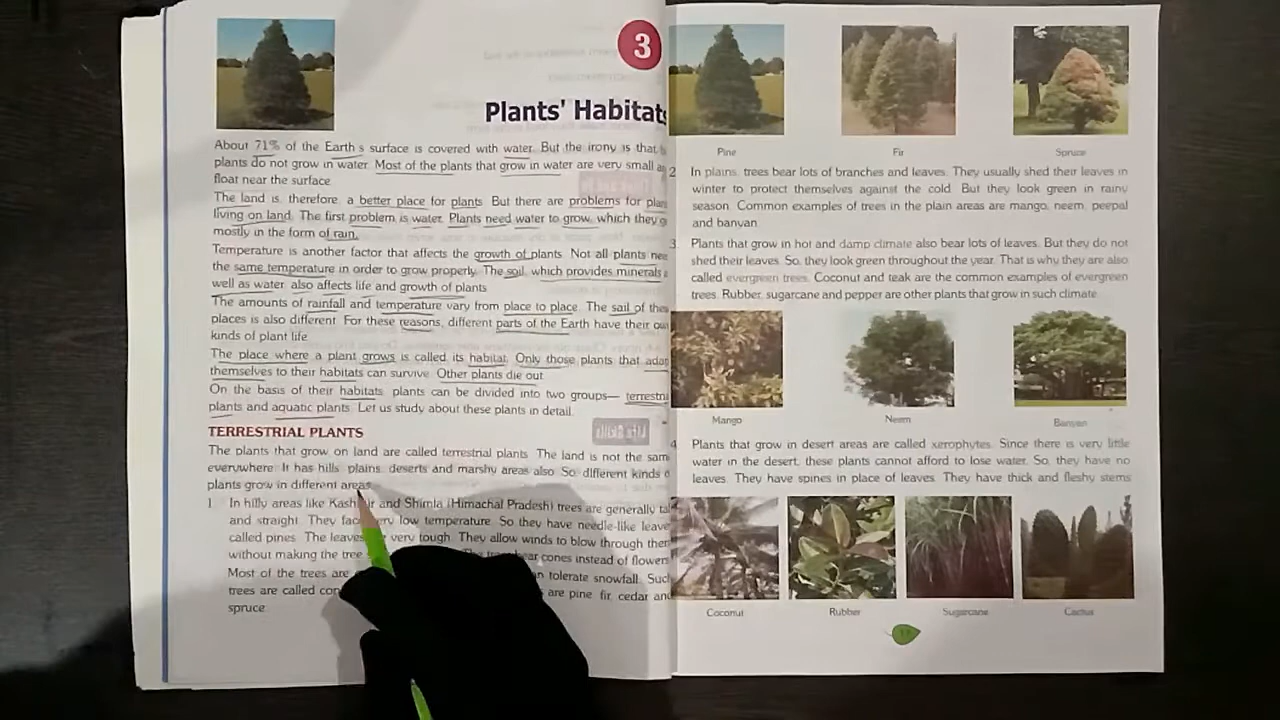 3
Plants' Habitats
About 71% of the Earth s surface is covered with water. But the irony is that
plants do not grow in water. Most of the plants that grow in water are very small
float near the surface
The land is, therefore, a better place for plants. But there are problems for
living on land. The first problem is water. Plants need water to grow, which they
mostly in the form of rain.
Temperature is another factor that affects the growth of plants. Not all plants
the same temperature in order to grow properly. The soil, which provides minerals
well as water also affects life and growth of plants
The amounts of rainfall and temperature vary from place to place. The sail of
places is also different. For these reasons, different parts of the Earth have their
kinds of plant life.
The place where a plant grows is called its habitat. Only those plants that
themselves to their habitats can survive. Other plants die out.
On the basis of their habitats, plants can be divided into two groups—
plants and aquatic plants. Let us study about these plants in detail.
TERRESTRIAL PLANTS
The plants that grow on land are called terrestrial plants. The land is not the
everywhere. It has hills, plains, deserts and marshy areas also. So, different kinds
plants grow in different areas
1 In hilly areas like and Shimla (Himachal Pradesh) trees are generally
and straight. They low temperature. So they have needle-like
called pines. The very tough. They allow winds to blow through
without making the tree cones instead of flowers
Most of the trees are tolerate snowfall.
trees are called are pine, fir, cedar
spruce.
Pine
Fir
Spruce
2 In plains, trees bear lots of branches and leaves. They usually shed their leaves in
winter to protect themselves against the cold. But they look green in rainy
season. Common examples of trees in the plain areas are mango, neem, peepal
and banyan.
3. Plants that grow in hot and damp climate also bear lots of leaves. But they do not
shed their leaves. So, they look green throughout the year. That is why they are also
called evergreen trees. Coconut and teak are the common examples of evergreen
trees. Rubber, sugarcane and pepper are other plants that grow in such climate.
Mango
Neem
Banyan
4 Plants that grow in desert areas are called xerophytes. Since there is very little
water in the desert, these plants cannot afford to lose water. So, they have no
leaves. They have spines in place of leaves. They have thick and fleshy stems
Coconut
Rubber
Sugarcane
Cactus